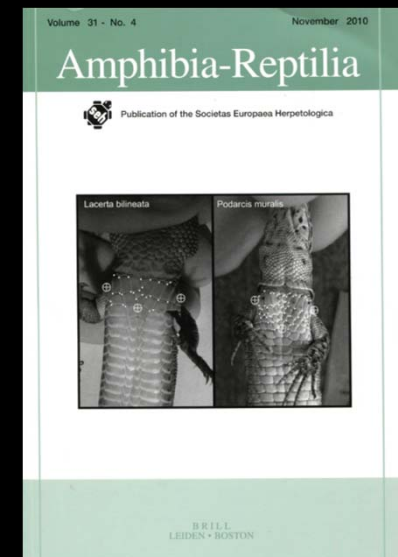 Volume 31 - No. 4
November 2010
Amphibia-Reptilia
seh
Publication of the Societas Europaea Herpetologica
Lacerta bilineata
Podarcis muralis
BRILL
LEIDEN • BOSTON